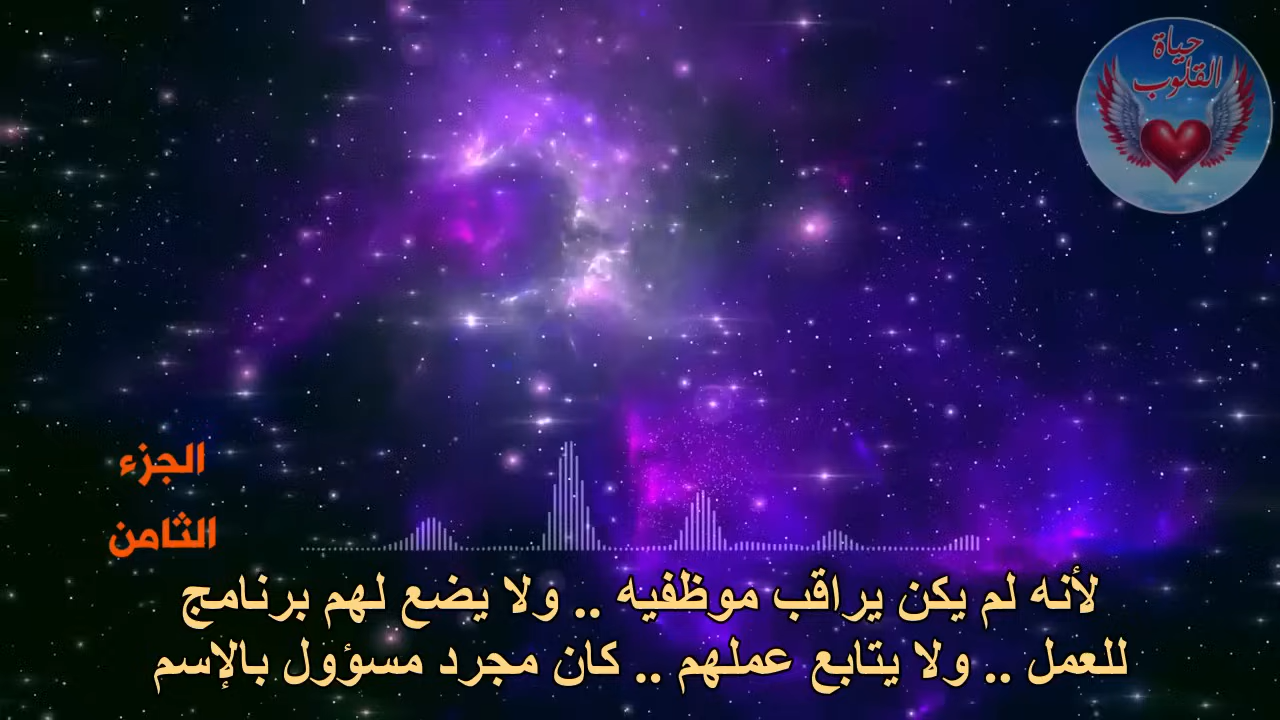 حياة
القلوب
الجزء
الثامن
لأنه لم يكن يراقب موظفيه .. ولا يضع لهم برنامج
للعمل .. ولا يتابع عملهم .. كان مجرد مسؤول بالإسم